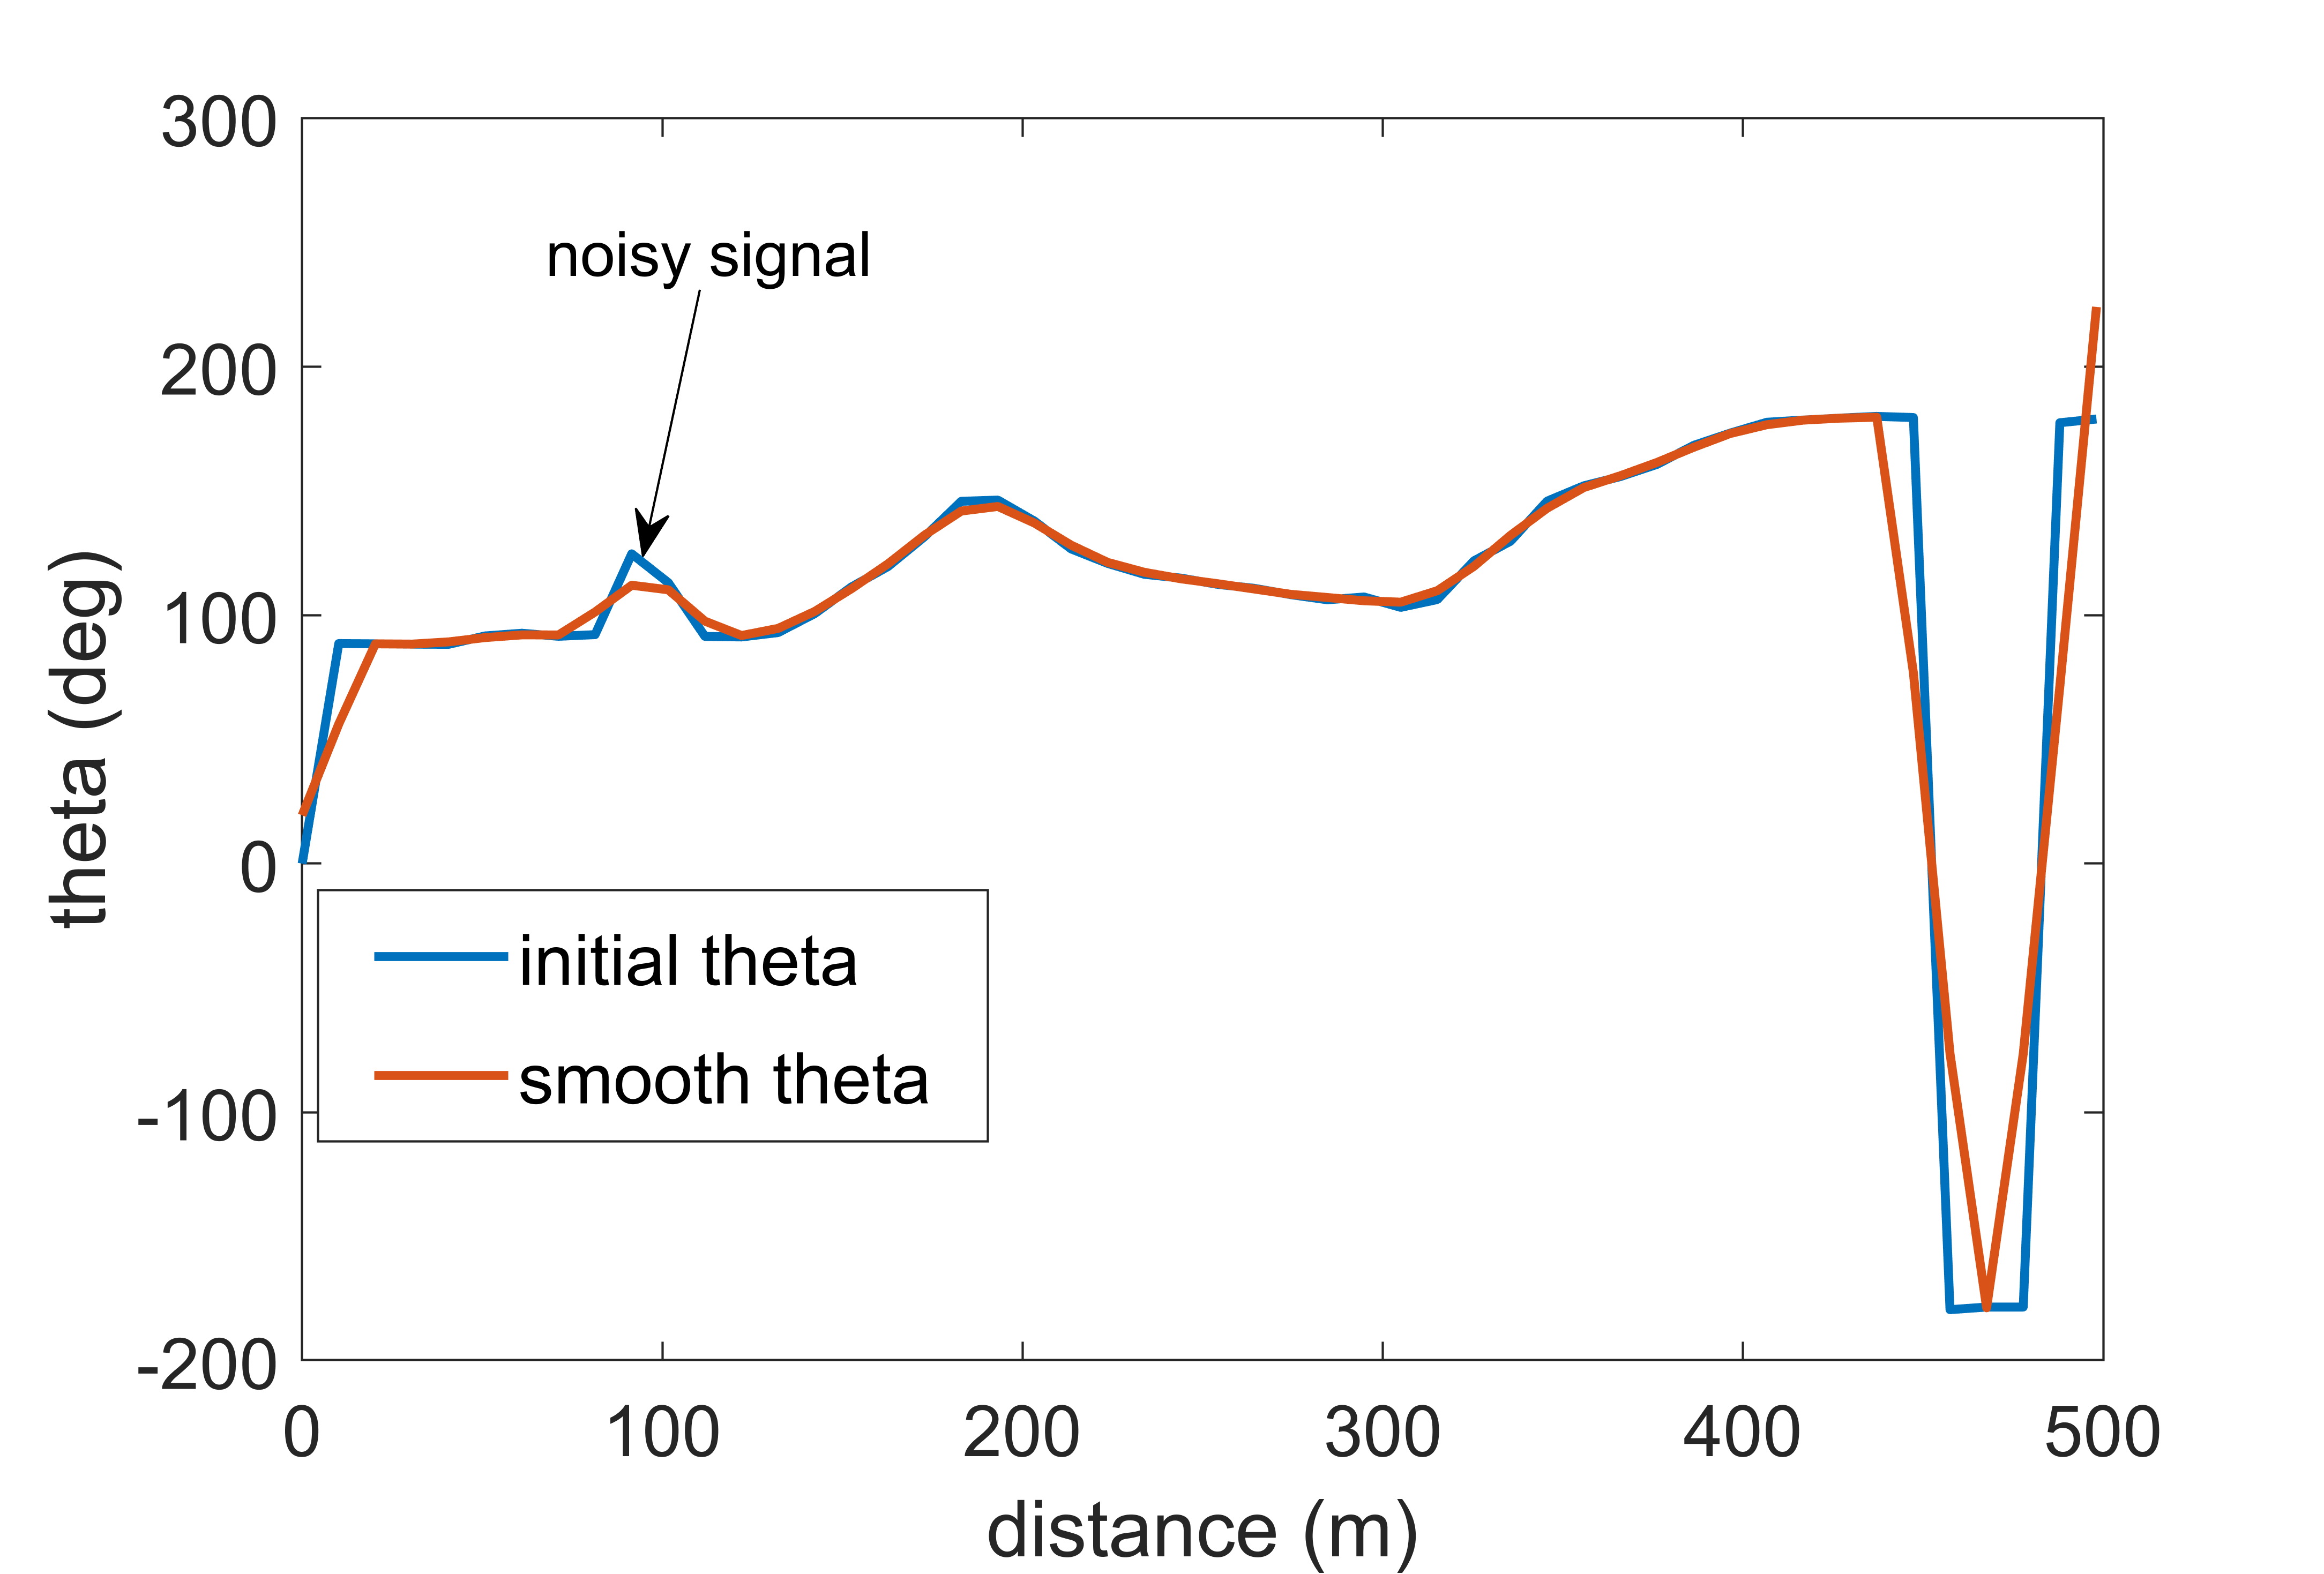 300
noisy signal
200
100
theta (deg)
0
initial theta
smooth theta
-100
-200
0 100 200 300 400 500
distance (m)